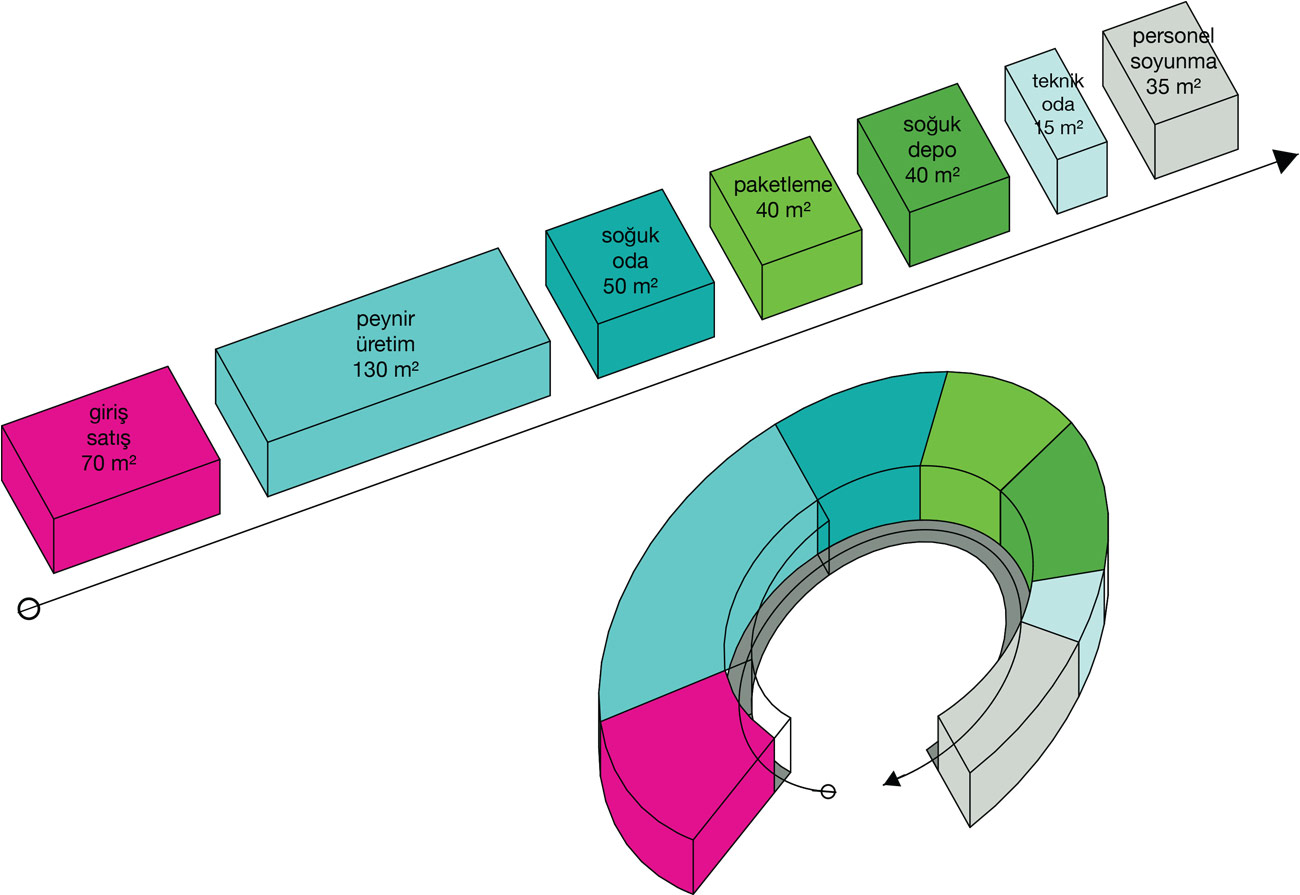 giriş
satış
70 m²
peynir
üretim
130 m²
soğuk
oda
50 m²
paketleme
40 m²
soğuk
depo
40 m²
teknik
oda
15 m²
personel
soyunma
35 m²